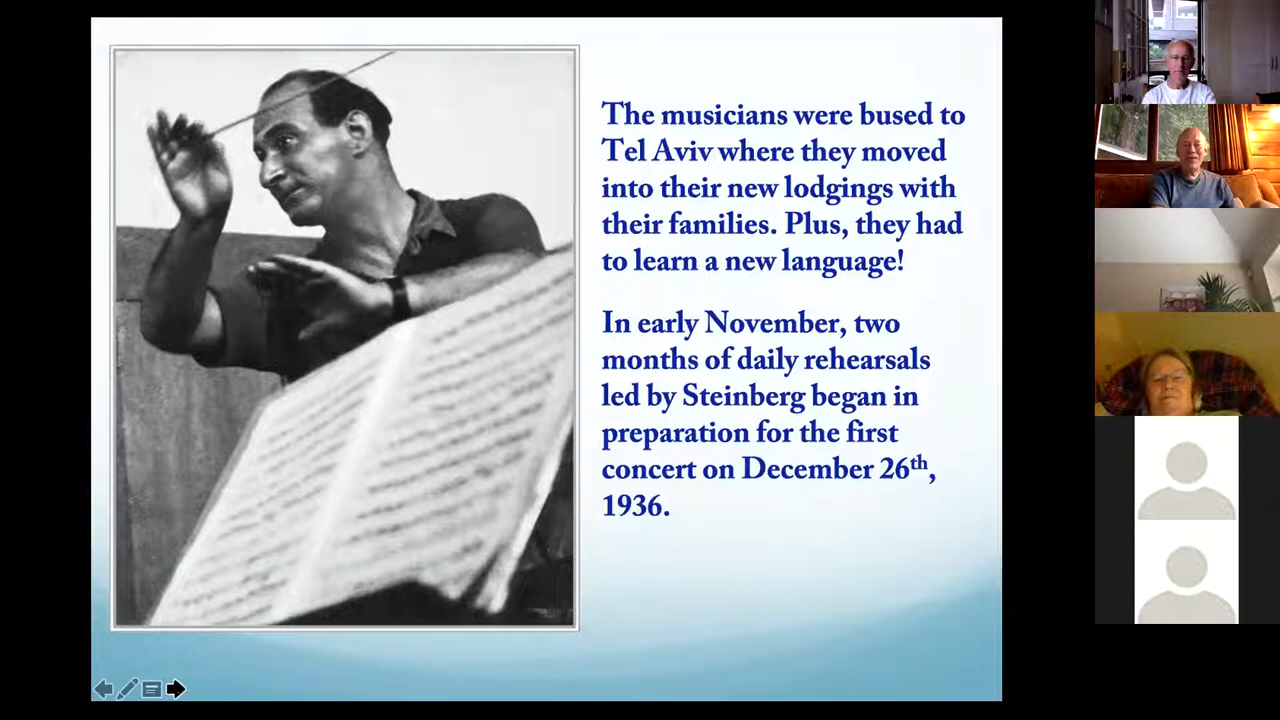 The musicians were bused to
Tel Aviv where they moved
into their new lodgings with
their families. Plus, they had
to learn a new language!
In early November, two
months of daily rehearsals
led by Steinberg began in
preparation for the first
concert on December 26th,
1936.